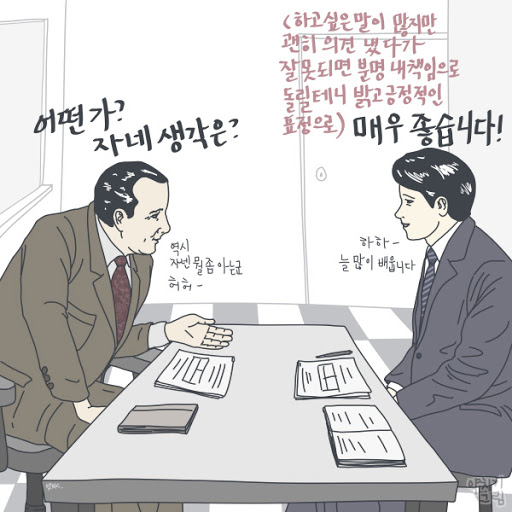 (하고싶은말이 많지만
괜히 의견 냈다가
잘못되면 분명 내책임으로
돌릴테니 밝고긍정적인
표정으로) 매우 좋습니다!
어떤가?
자네 생각은?
역시
자넨 뭘좀 아는군
허허-
하하-
늘 많이 배웁니다